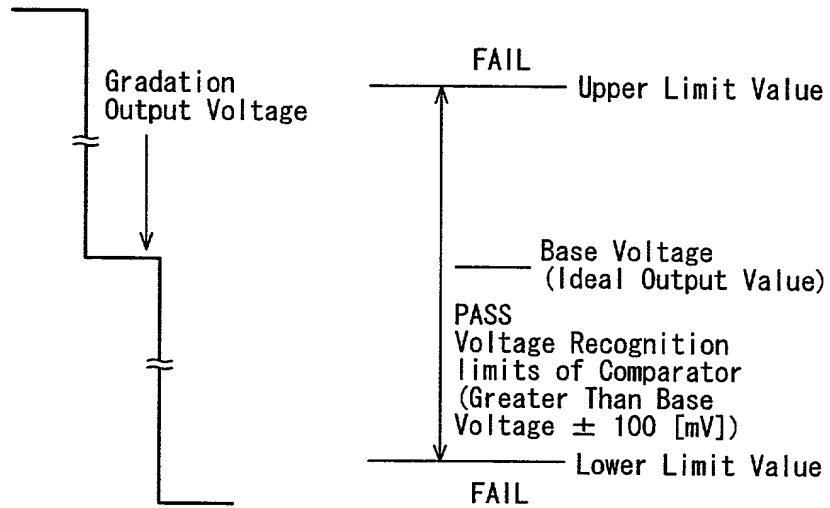 FAIL
Gradation
Output Voltage
Upper Limit Value
Base Voltage
(Ideal Output Value)
PASS
Voltage Recognition
limits of Comparator
(Greater Than Base
Voltage ± 100 [mV])
Lower Limit Value
FAIL